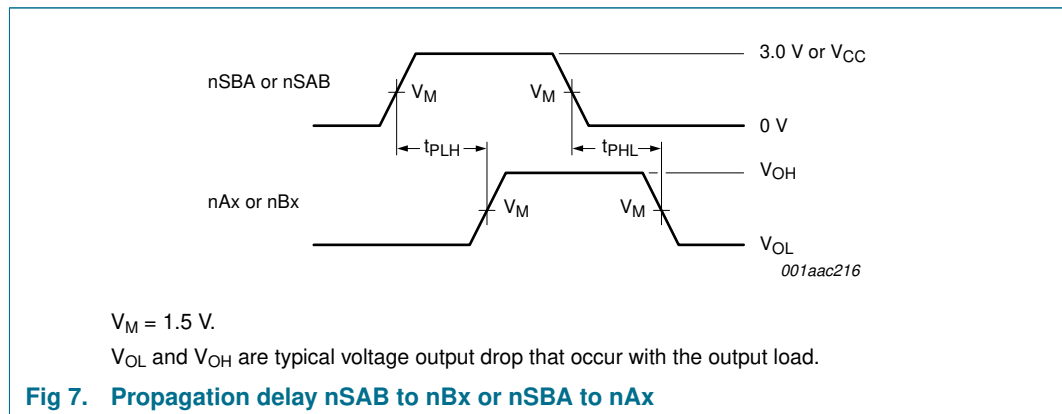 3.0 V or VCC
nSBA or nSAB
VM
VM
0 V
tPLH
tPHL
VOH
nAx or nBx
VM
VM
VOL
001aac216
VM = 1.5 V.
VOL and VOH are typical voltage output drop that occur with the output load.
Fig 7. Propagation delay nSAB to nBx or nSBA to nAx